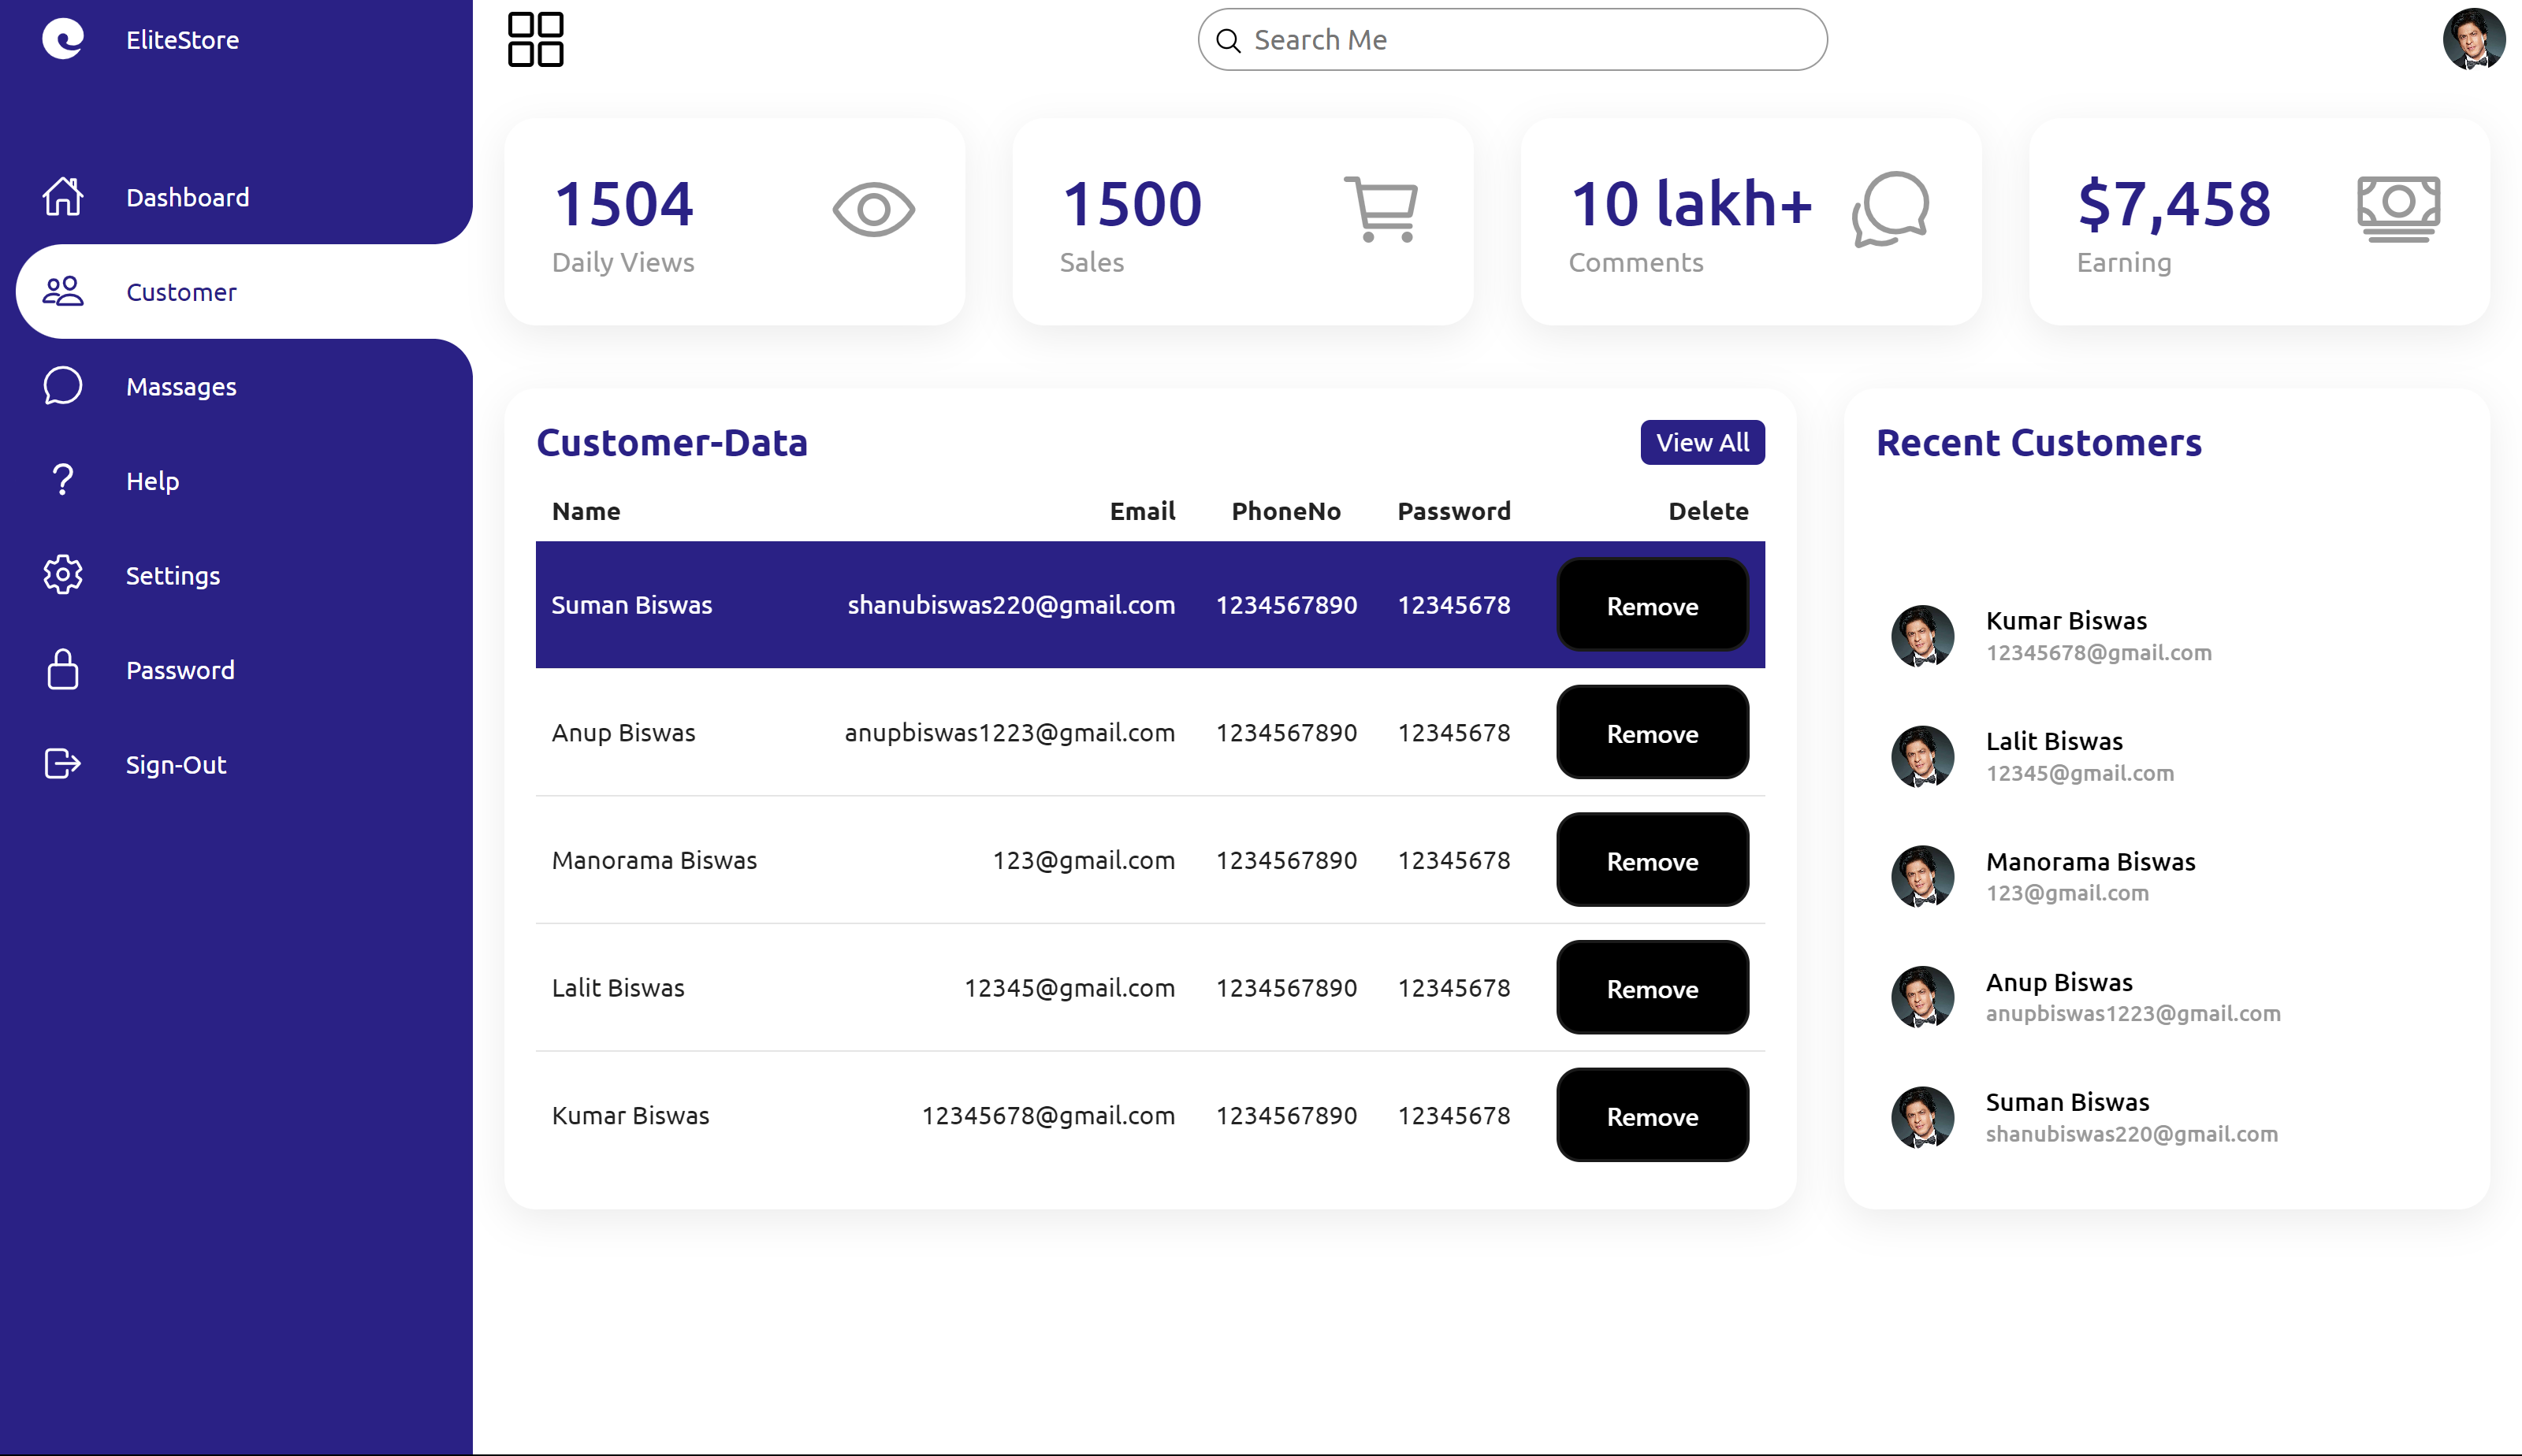 EliteStore
Search Me
Dashboard
Customer
Massages
Help
Settings
Password
Sign-Out
1504
Daily Views
1500
Sales
10 lakh+
Comments
$7,458
Earning
Customer-Data
View All
Name Email PhoneNo Password Delete
Suman Biswas shanubiswas220@gmail.com 1234567890 12345678 Remove
Anup Biswas anupbiswas1223@gmail.com 1234567890 12345678 Remove
Manorama Biswas 123@gmail.com 1234567890 12345678 Remove
Lalit Biswas 12345@gmail.com 1234567890 12345678 Remove
Kumar Biswas 12345678@gmail.com 1234567890 12345678 Remove
Recent Customers
Kumar Biswas
12345678@gmail.com
Lalit Biswas
12345@gmail.com
Manorama Biswas
123@gmail.com
Anup Biswas
anupbiswas1223@gmail.com
Suman Biswas
shanubiswas220@gmail.com